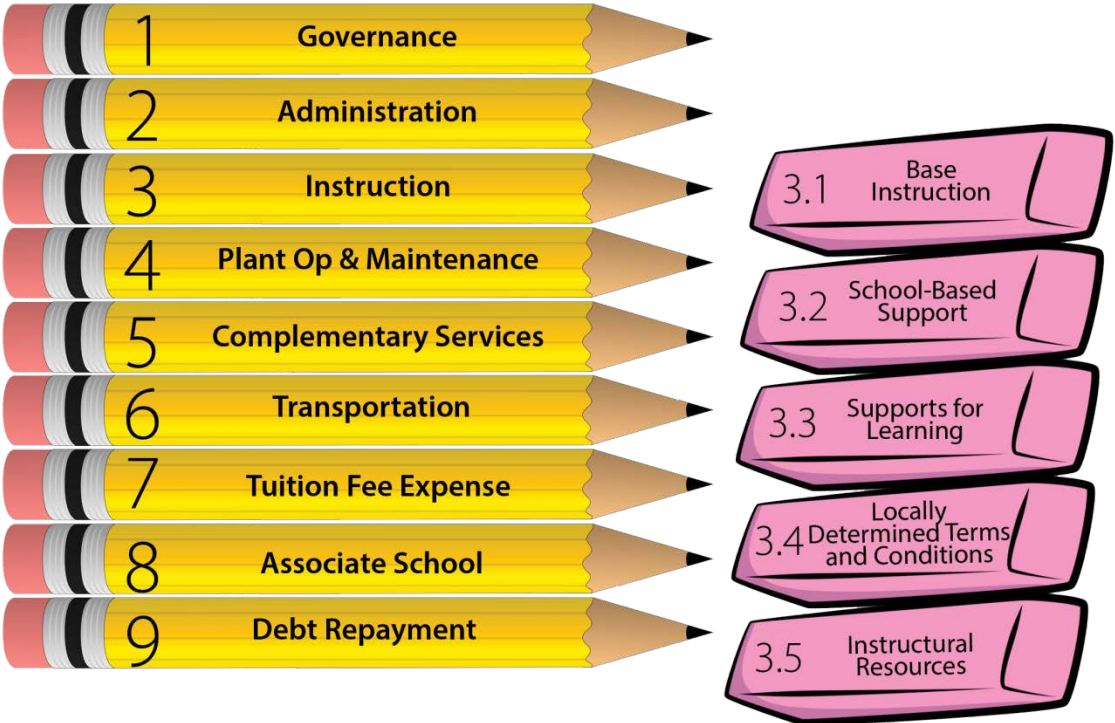 1 Governance
2 Administration
3 Instruction
4 Plant Op & Maintenance
5 Complementary Services
6 Transportation
7 Tuition Fee Expense
8 Associate School
9 Debt Repayment
3.1 Base
Instruction
3.2 School-Based
Support
3.3 Supports for
Learning
3.4 Locally
Determined Terms
and Conditions
3.5 Instructural
Resources